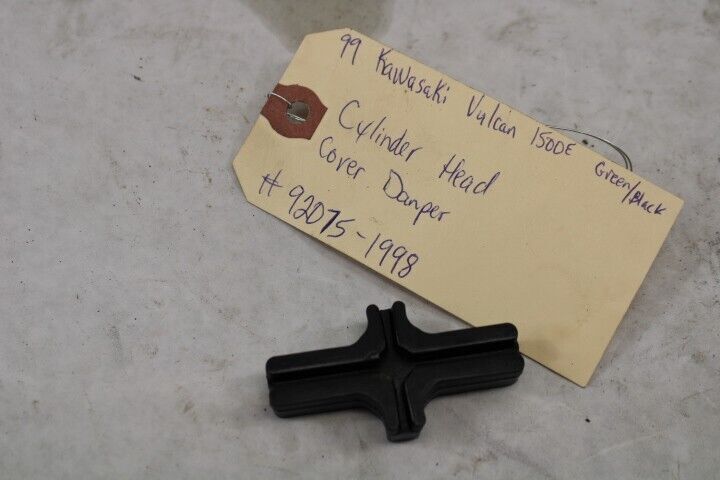 99 Kawasaki Vulcan 1500E Green/Black
Cylinder Head
Cover Damper
# 92075-1998